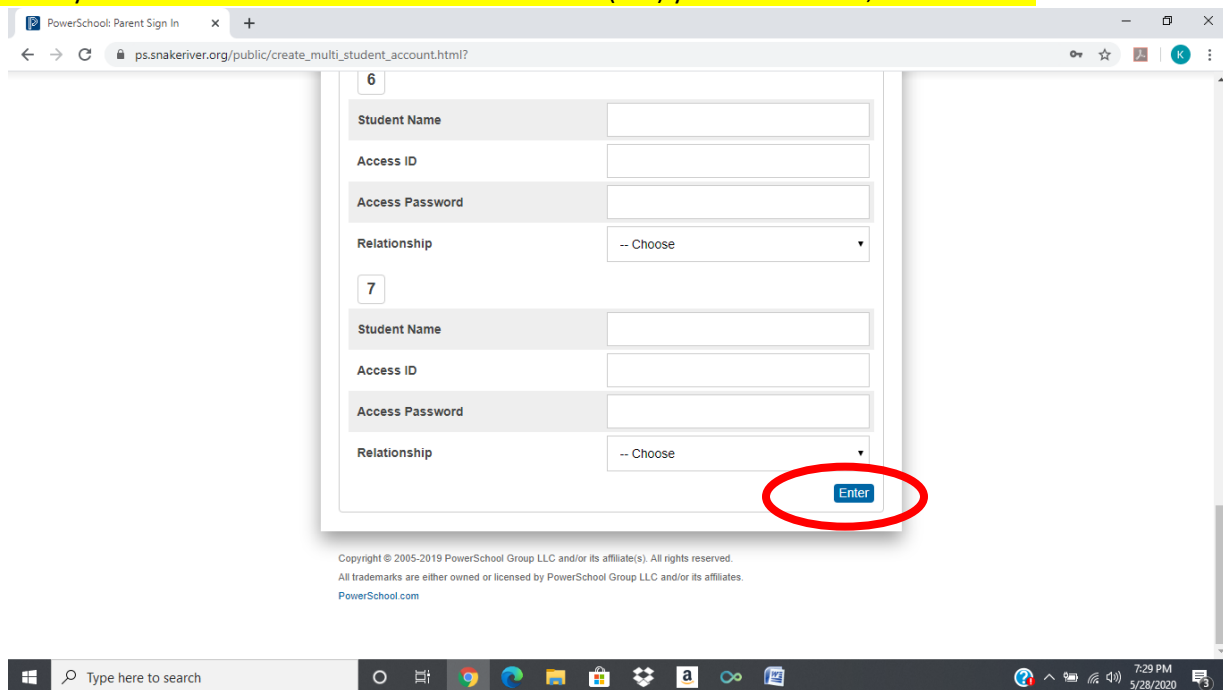 PowerSchool: Parent Sign In
ps.snakeriver.org/public/create_multi_student_account.html?
K
6
Student Name
Access ID
Access Password
Relationship
-- Choose
7
Student Name
Access ID
Access Password
Relationship
-- Choose
Enter
Copyright © 2005-2019 PowerSchool Group LLC and/or its affiliate(s). All rights reserved.
All trademarks are either owned or licensed by PowerSchool Group LLC and/or its affiliates.
PowerSchool.com
Type here to search
a
7:29 PM
5/28/2020
3